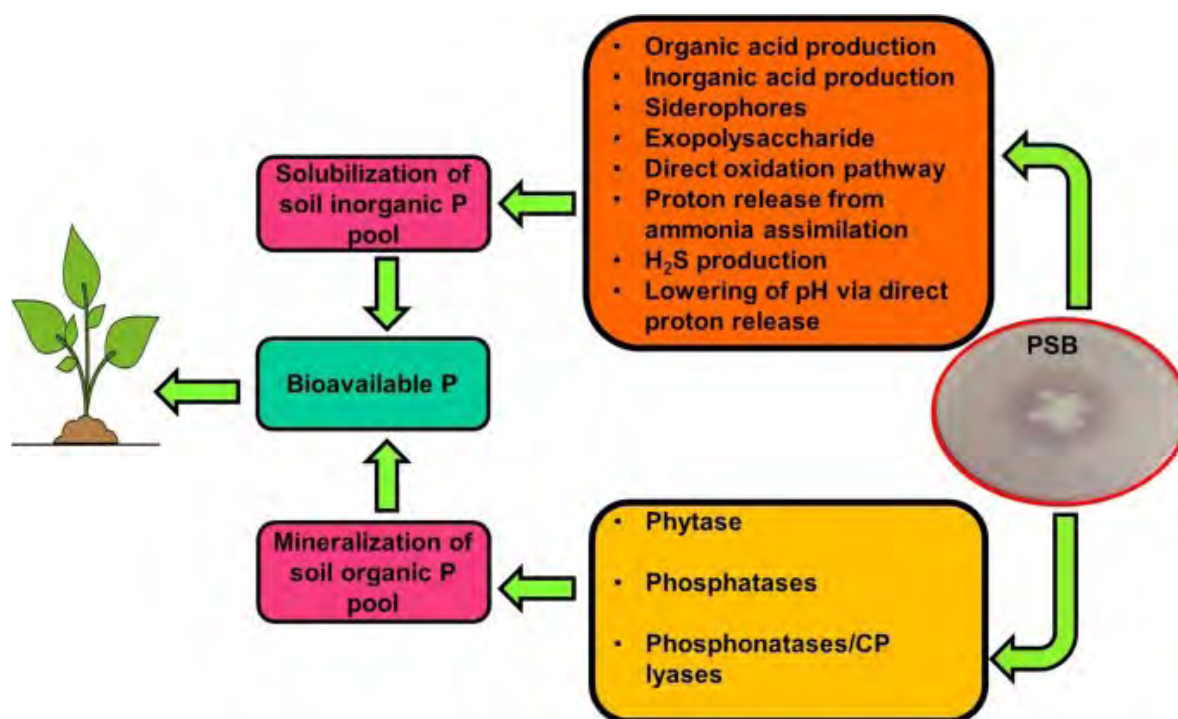 • Organic acid production
• Inorganic acid production
• Siderophores
• Exopolysaccharide
• Direct oxidation pathway
• Proton release from
ammonia assimilation
• H₂S production
• Lowering of pH via direct
proton release
Solubilization of
soil inorganic P
pool
PSB
Bioavailable P
Mineralization of
soil organic P
pool
• Phytase
• Phosphatases
• Phosphonatases/CP
lyases